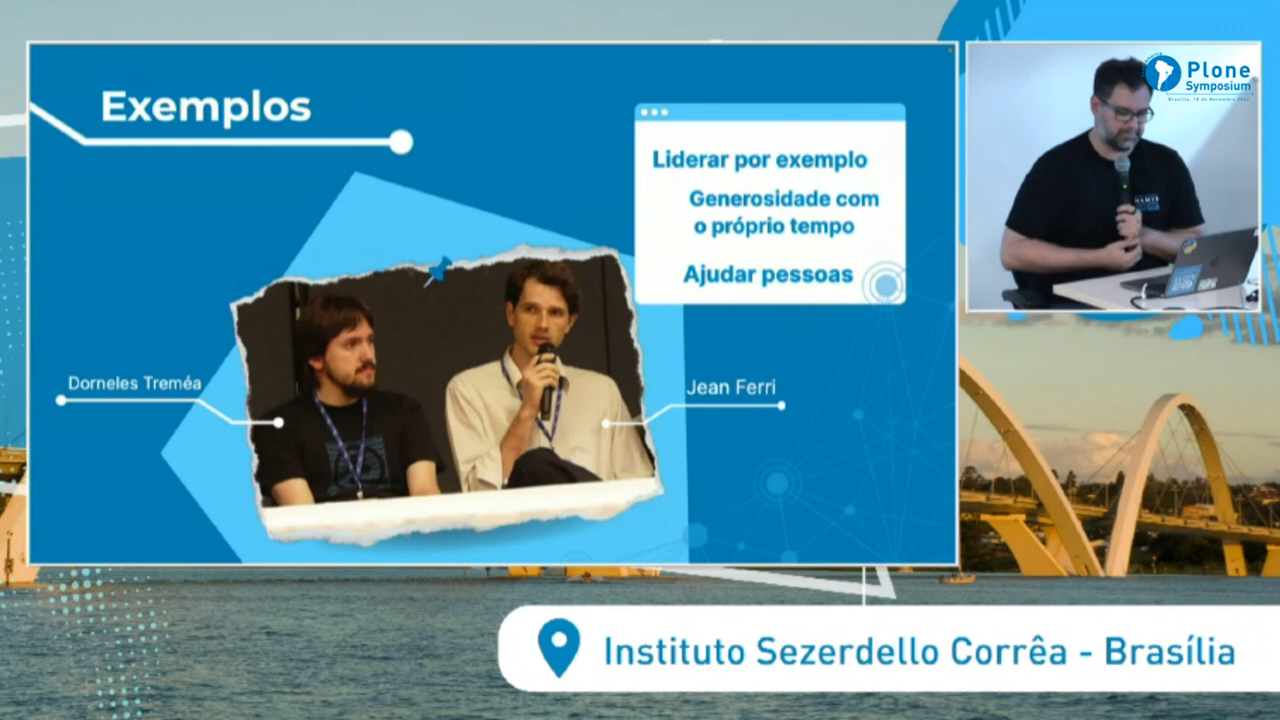 Exemplos
Liderar por exemplo
Generosidade com
o próprio tempo
Ajudar pessoas
Dorneles Treméa
Jean Ferri
Plone
Symposium
Instituto Sezerdello Corrêa - Brasília